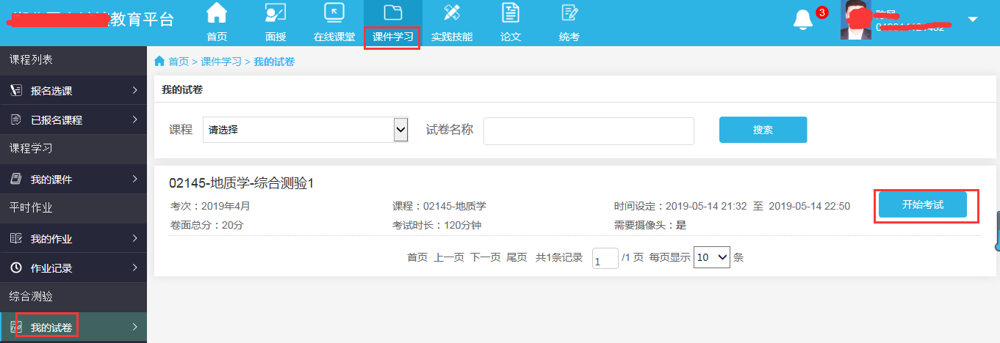 教育平台
首页 面授 在线课堂 课件学习 实践技能 论文 统考
3
课程列表
首页 > 课件学习 > 我的试卷
报名选课
我的试卷
已报名课程
课程 请选择 试卷名称 搜索
课程学习
我的课件
02145-地质学-综合测验1
考次：2019年4月 课程：02145-地质学 时间设定：2019-05-14 21:32 至 2019-05-14 22:50 开始考试
平时作业
卷面总分：20分 考试时长：120分钟 需要摄像头：是
我的作业
首页 上一页 下一页 尾页 共1条记录 1 /1 页 每页显示 10 条
作业记录
综合测验
我的试卷